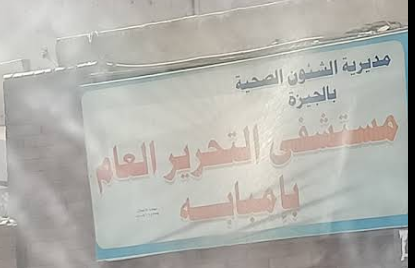 مديرية الشئون الصحية
بالجيزة
مستشفى التحرير العام
بإمبابه